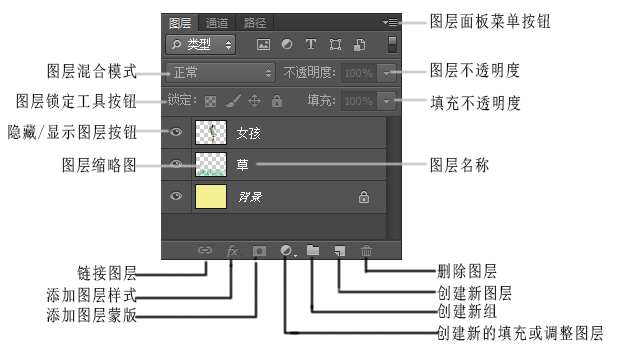 图层 通道 路径
图层面板菜单按钮
类型 T
图层混合模式
正常 不透明度: 100%
图层不透明度
图层锁定工具按钮
锁定: 填充: 100%
填充不透明度
隐藏/显示图层按钮
女孩
图层缩略图
草
图层名称
背景
fx
链接图层
删除图层
添加图层样式
创建新图层
添加图层蒙版
创建新组
创建新的填充或调整图层